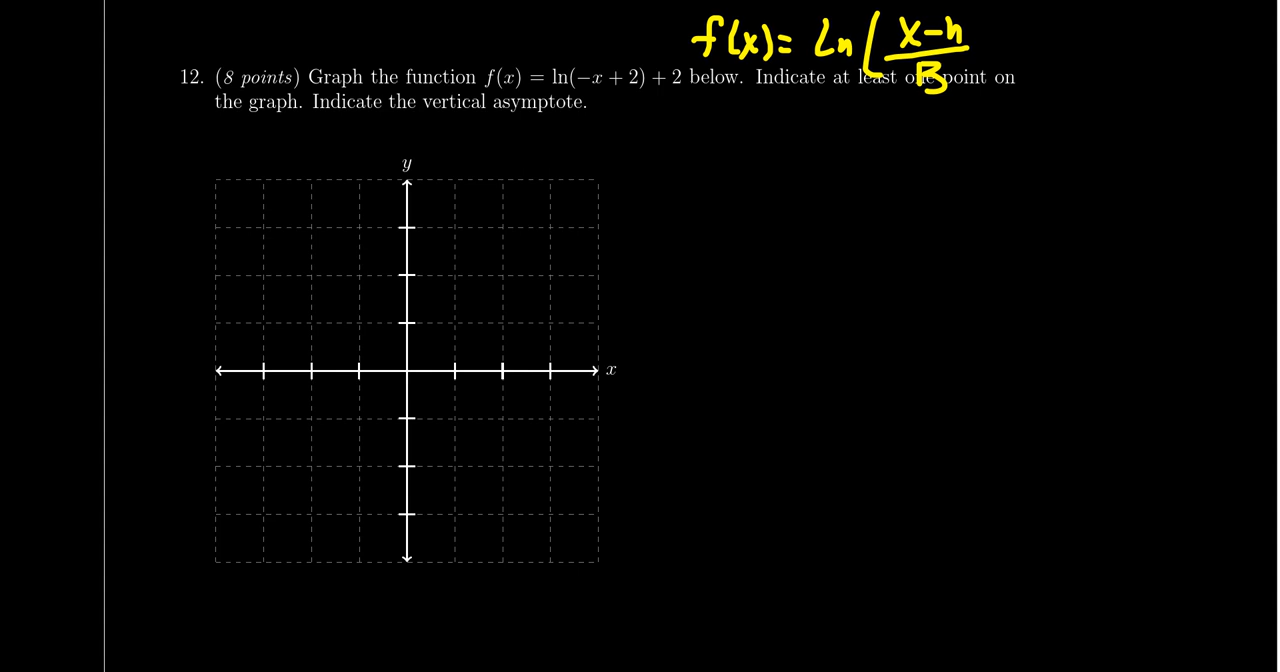 f(x) = Ln(x-h/B
12. (8 points) Graph the function f(x) = ln(−x + 2) + 2 below. Indicate at least one point on
the graph. Indicate the vertical asymptote.
y
x